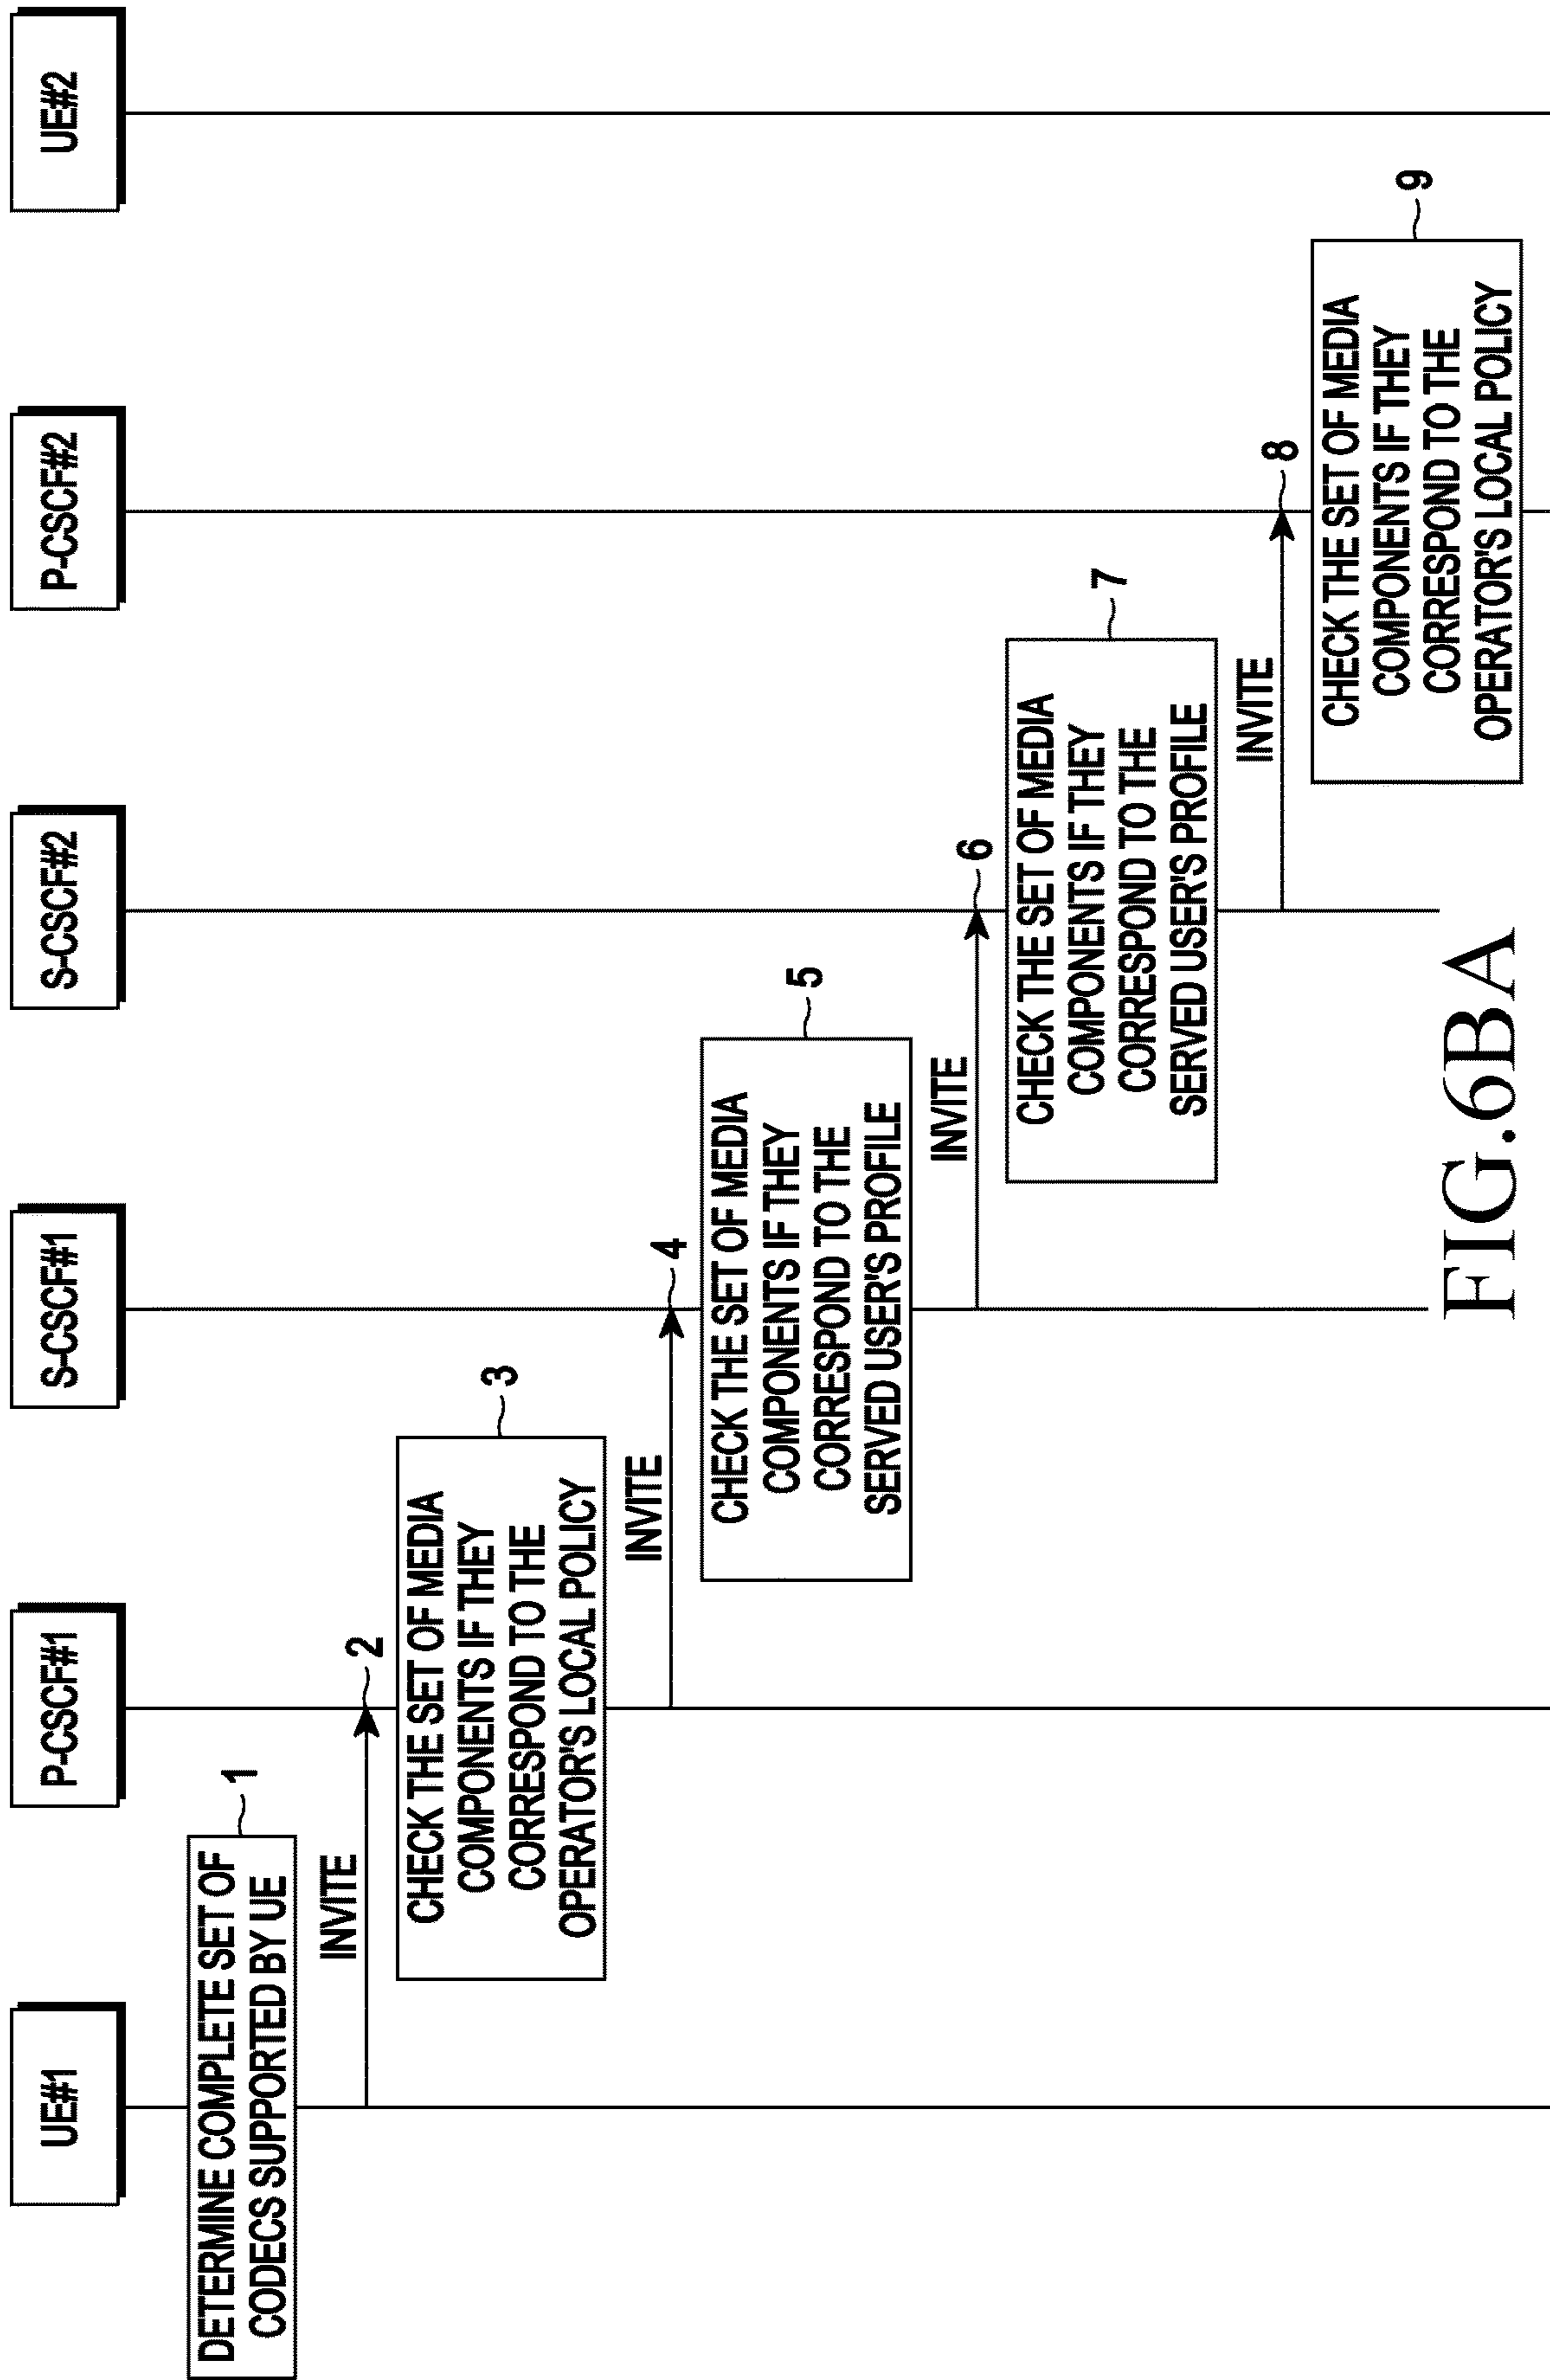 UE#1
P-CSCF#1
S-CSCF#1
S-CSCF#2
P-CSCF#2
UE#2
DETERMINE COMPLETE SET OF
CODECS SUPPORTED BY UE
1
INVITE
2
CHECK THE SET OF MEDIA
COMPONENTS IF THEY
CORRESPOND TO THE
OPERATOR'S LOCAL POLICY
3
INVITE
4
CHECK THE SET OF MEDIA
COMPONENTS IF THEY
CORRESPOND TO THE
SERVED USER'S PROFILE
5
INVITE
6
CHECK THE SET OF MEDIA
COMPONENTS IF THEY
CORRESPOND TO THE
SERVED USER'S PROFILE
7
INVITE
8
CHECK THE SET OF MEDIA
COMPONENTS IF THEY
CORRESPOND TO THE
OPERATOR'S LOCAL POLICY
9
FIG.6BA